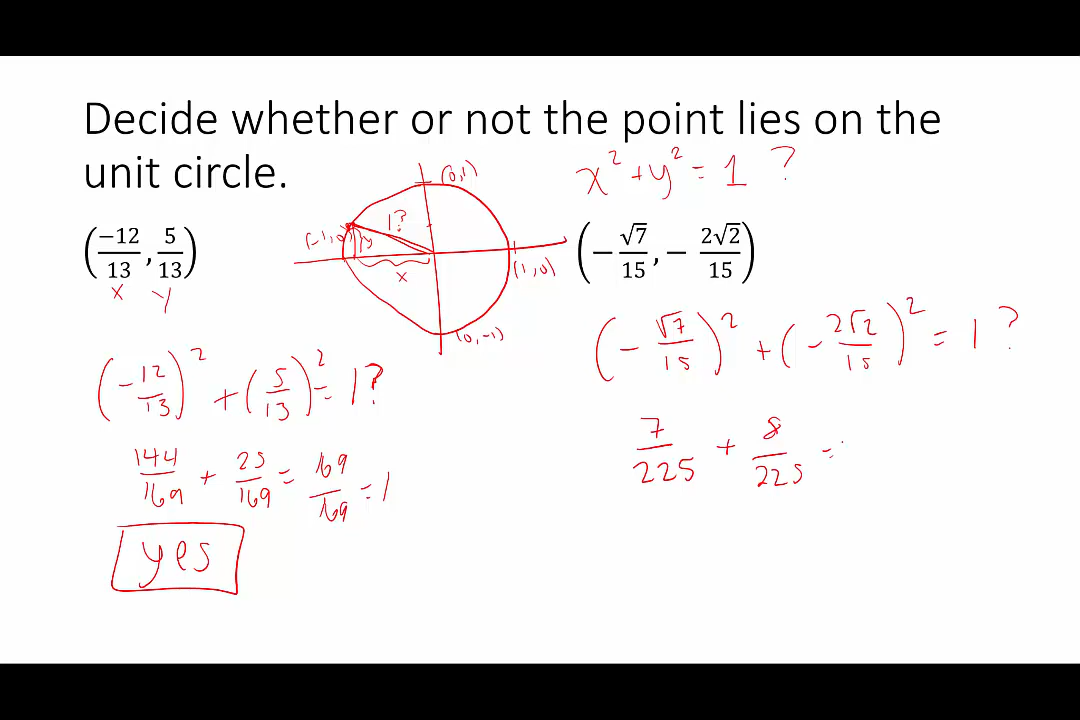 Decide whether or not the point lies on the
unit circle.
x² + y² = 1 ?
(0,1)
1?
(-1,0)
y
x
(1,0)
(0,-1)
(−12/13, 5/13)
x y
(-12/13)² + (5/13)² = 1?
144/169 + 25/169 = 169/169 = 1
yes
(−√7/15, − 2√2/15)
(-√7/15)² + (-2√2/15)² = 1 ?
7/225 + 8/225 =